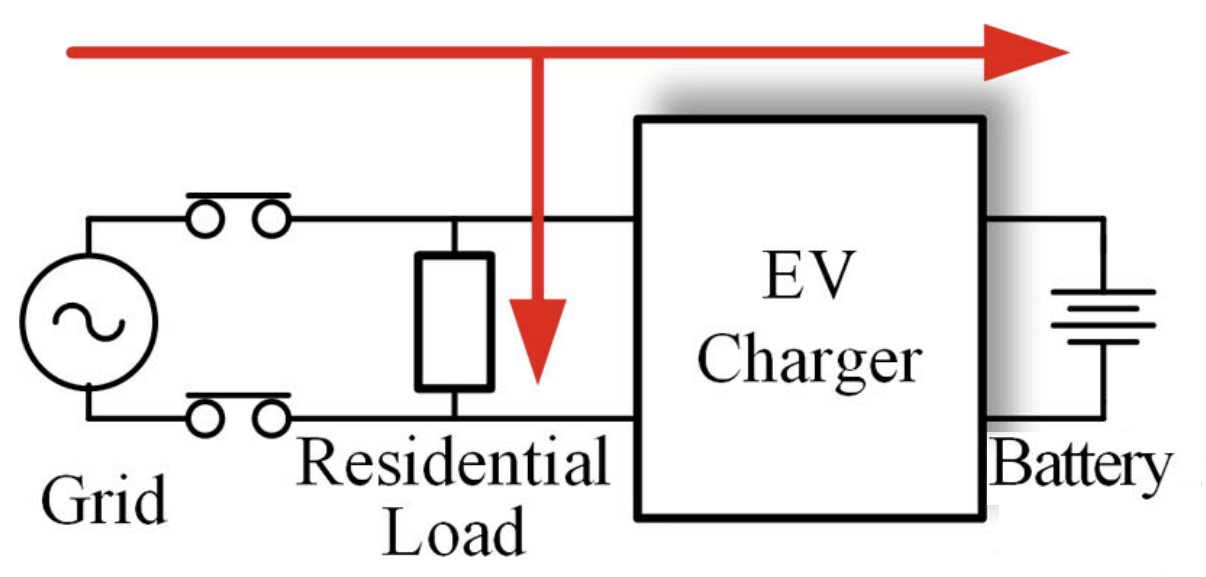 EV
Charger
Residential
Load
Battery
Grid